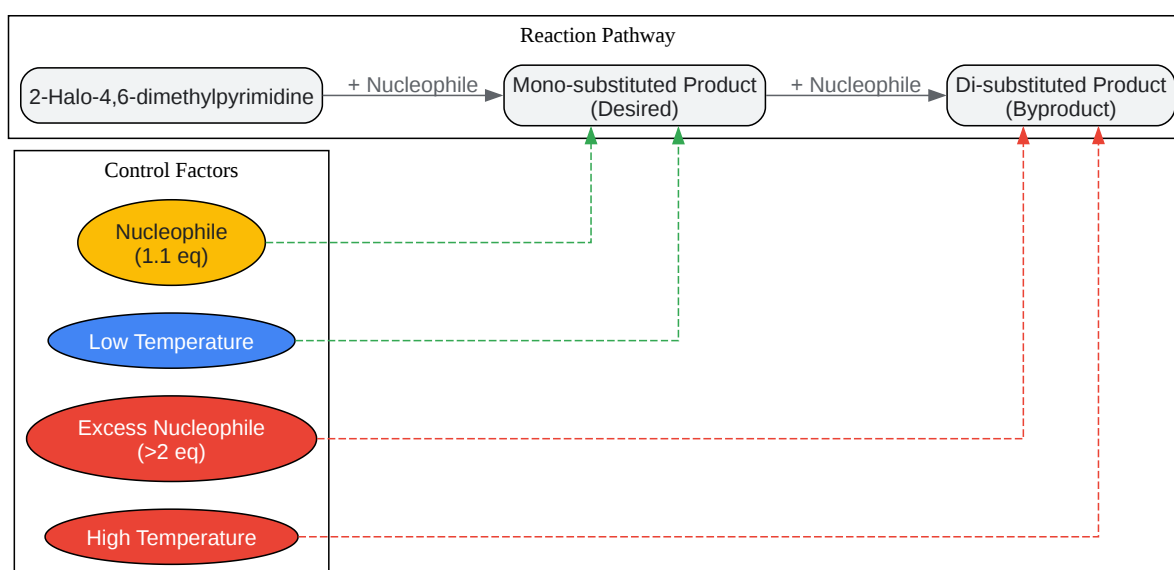 Reaction Pathway
2-Halo-4,6-dimethylpyrimidine
+ Nucleophile
Mono-substituted Product
(Desired)
+ Nucleophile
Di-substituted Product
(Byproduct)
Control Factors
Nucleophile
(1.1 eq)
Low Temperature
Excess Nucleophile
(>2 eq)
High Temperature